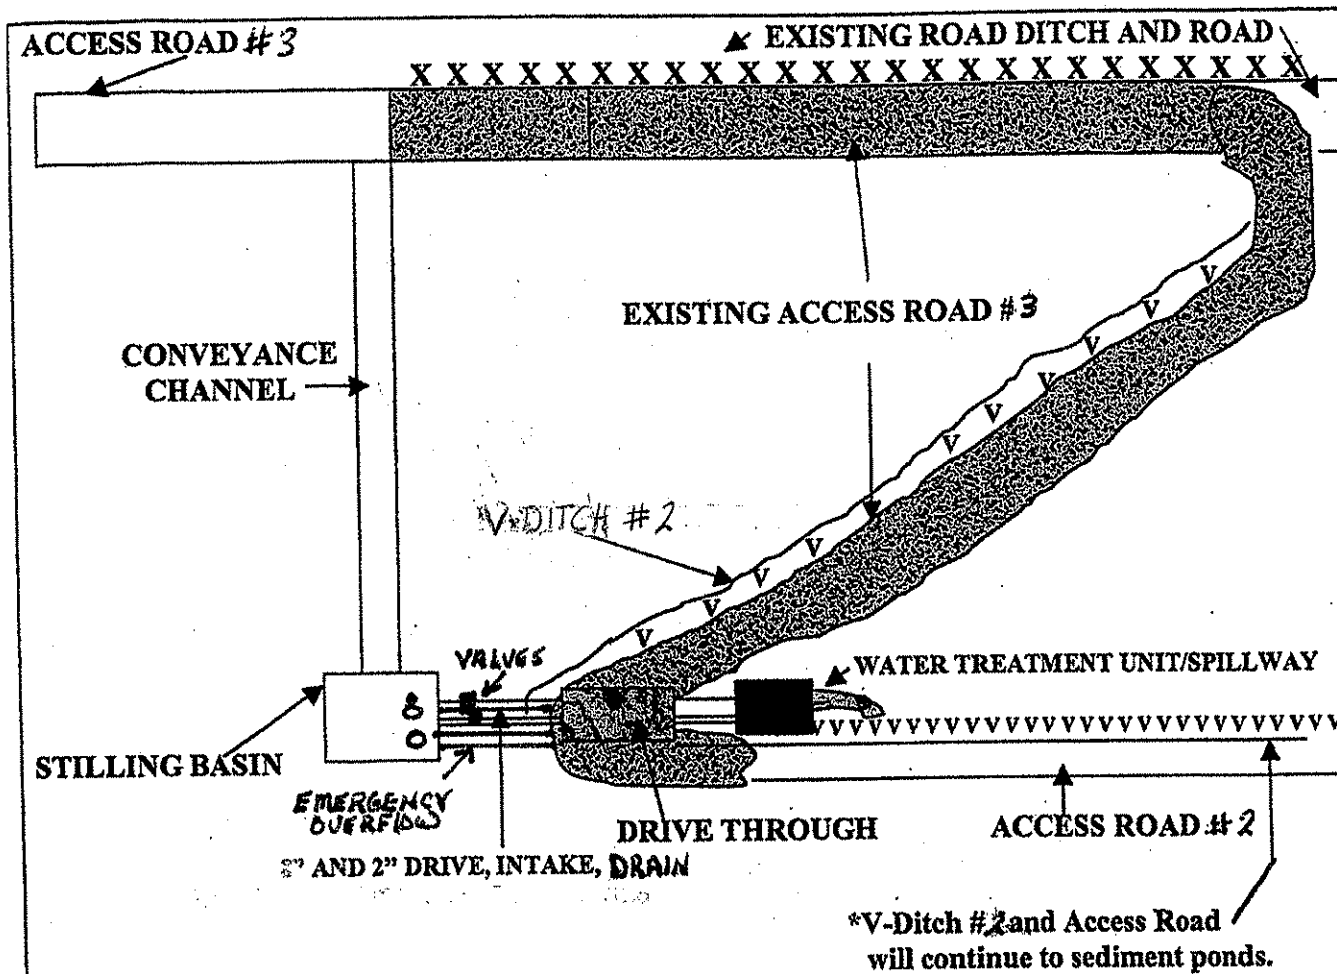 ACCESS ROAD #3
EXISTING ROAD DITCH AND ROAD
X X X X X X X X X X X X X X X X X X X X X X X X X
EXISTING ACCESS ROAD #3
CONVEYANCE
CHANNEL
V-DITCH #2
V V V V V V V V V V V V
VALVES
WATER TREATMENT UNIT/SPILLWAY
VVVVVVVVVVVVVVVVVVVVVVVVVVVVV
STILLING BASIN
EMERGENCY
OVERFLOW
DRIVE THROUGH
ACCESS ROAD #2
AND 2” DRIVE, INTAKE, DRAIN
*V-Ditch #2 and Access Road
will continue to sediment ponds.